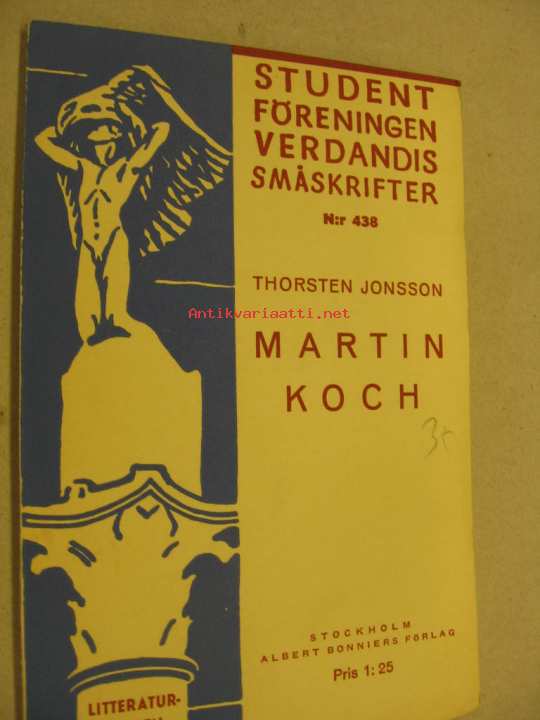 STUDENT
FÖRENINGEN
VERDANDIS
SMÅSKRIFTER
N:r 438
THORSTEN JONSSON
Antikvariaatti.net
MARTIN
KOCH
STOCKHOLM
ALBERT BONNIERS FÖRLAG
Pris 1:25
LITTERATUR-